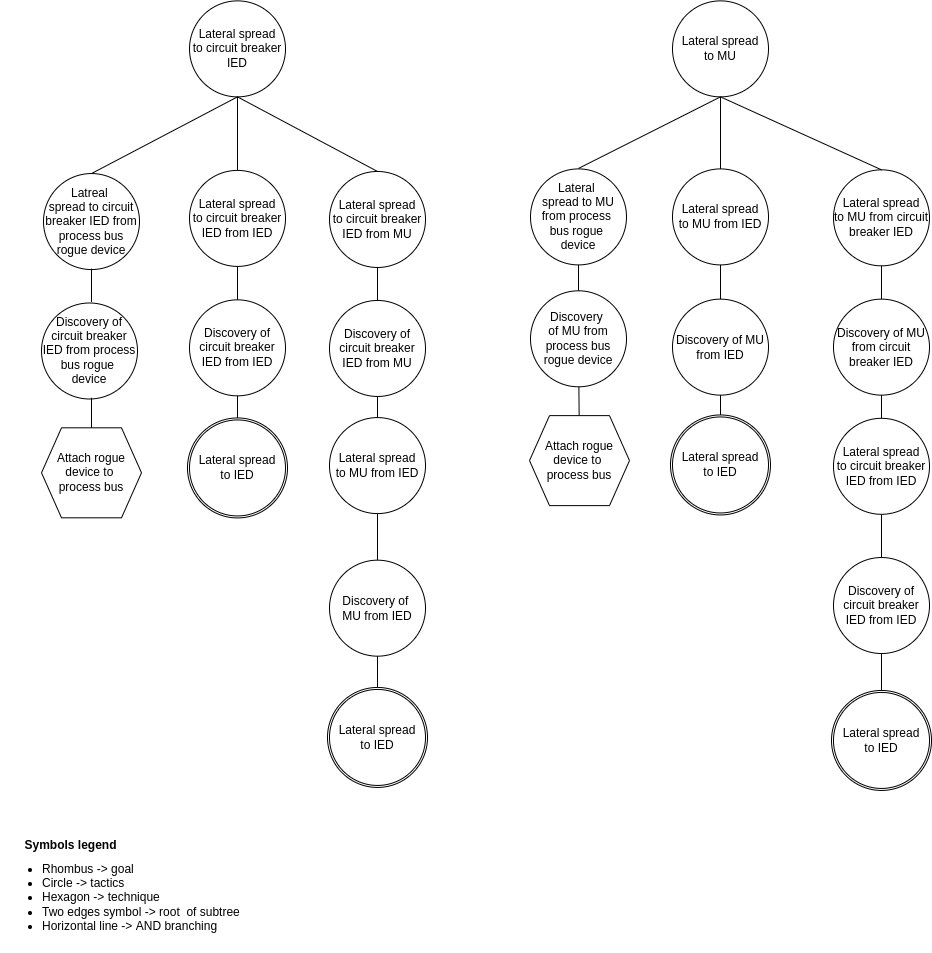 Lateral spread
to circuit breaker
IED
Lateral spread
to MU
Latreal
spread to circuit
breaker IED from
process bus
rogue device
Lateral spread
to circuit breaker
IED from IED
Lateral spread
to circuit breaker
IED from MU
Lateral
spread to MU
from process
bus rogue
device
Lateral spread
to MU from IED
Lateral spread
to MU from circuit
breaker IED
Discovery of
circuit breaker
IED from process
bus rogue
device
Discovery of
circuit breaker
IED from IED
Discovery of
circuit breaker
IED from MU
Discovery
of MU from
process bus
rogue device
Discovery of MU
from IED
Discovery of MU
from circuit
breaker IED
Attach rogue
device to
process bus
Lateral spread
to IED
Lateral spread
to MU from IED
Attach rogue
device to
process bus
Lateral spread
to IED
Lateral spread
to circuit breaker
IED from IED
Discovery of
MU from IED
Discovery of
circuit breaker
IED from IED
Lateral spread
to IED
Lateral spread
to IED
Symbols legend
• Rhombus -> goal
• Circle -> tactics
• Hexagon -> technique
• Two edges symbol -> root of subtree
• Horizontal line -> AND branching